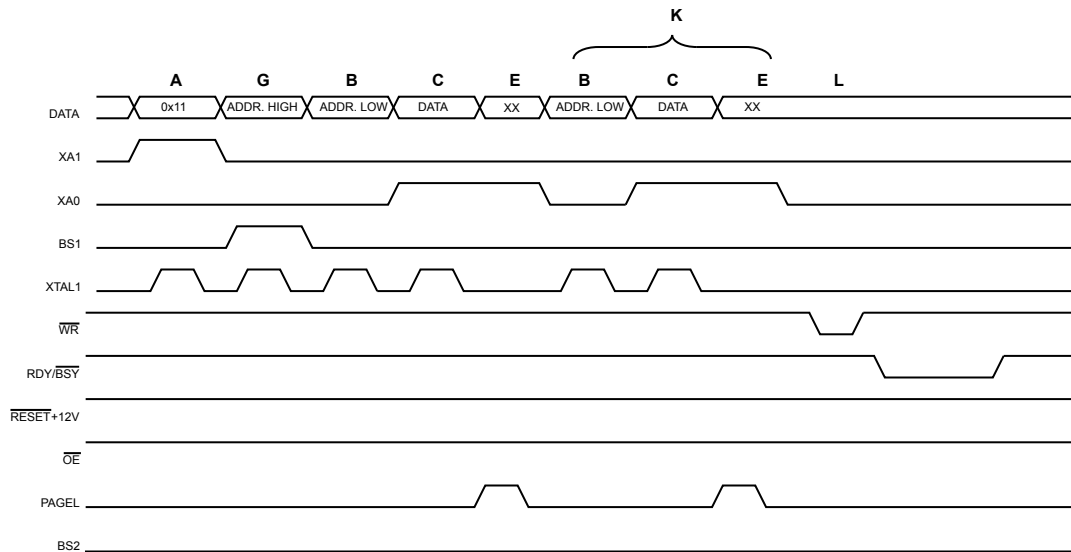 K
A G B C E B C E L
DATA 0x11 ADDR. HIGH ADDR. LOW DATA XX ADDR. LOW DATA XX
XA1
XA0
BS1
XTAL1
WR
RDY/BSY
RESET+12V
OE
PAGEL
BS2